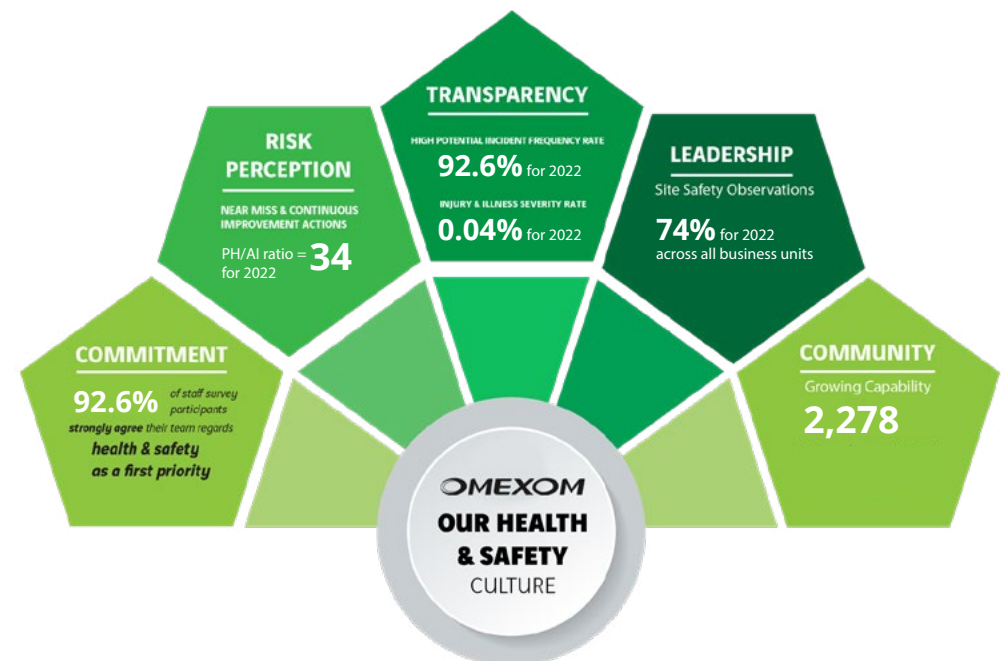 TRANSPARENCY
HIGH POTENTIAL INCIDENT FREQUENCY RATE
92.6% for 2022
INJURY & ILLNESS SEVERITY RATE
0.04% for 2022
RISK
PERCEPTION
NEAR MISS & CONTINUOUS
IMPROVEMENT ACTIONS
PH/AI ratio = 34
for 2022
LEADERSHIP
Site Safety Observations
74% for 2022
across all business units
COMMITMENT
92.6% of staff survey
participants
strongly agree their team regards
health & safety
as a first priority
COMMUNITY
Growing Capability
2,278
OMEXOM
OUR HEALTH
& SAFETY
CULTURE